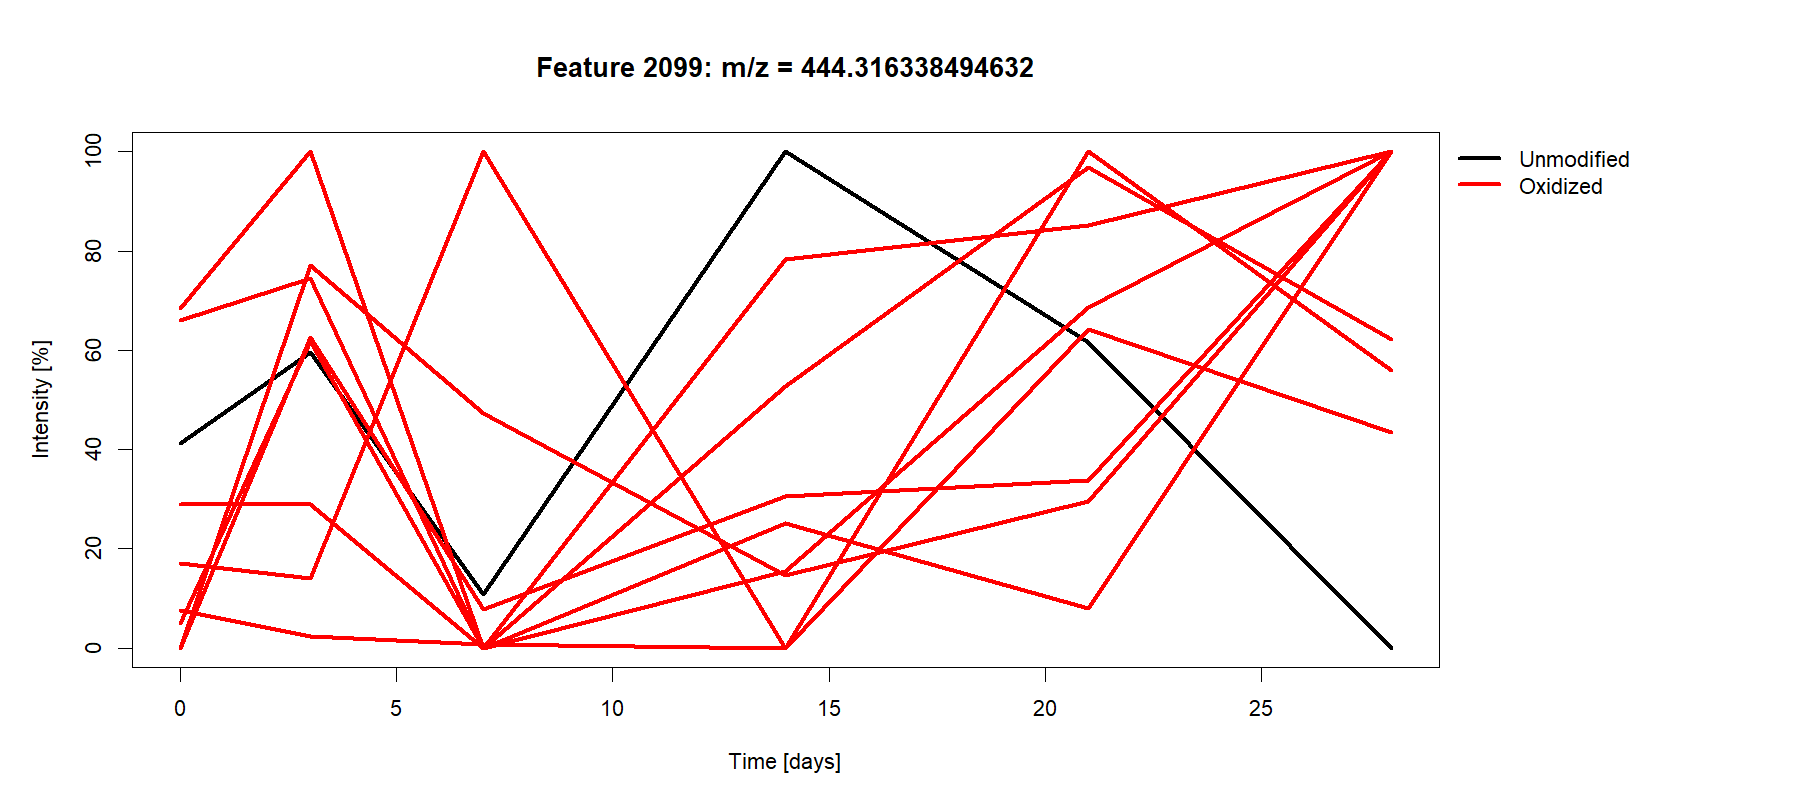 Feature 2099: m/z = 444.316338494632
Unmodified
Oxidized
Intensity [%]
100
80
60
40
20
0
0 5 10 15 20 25
Time [days]